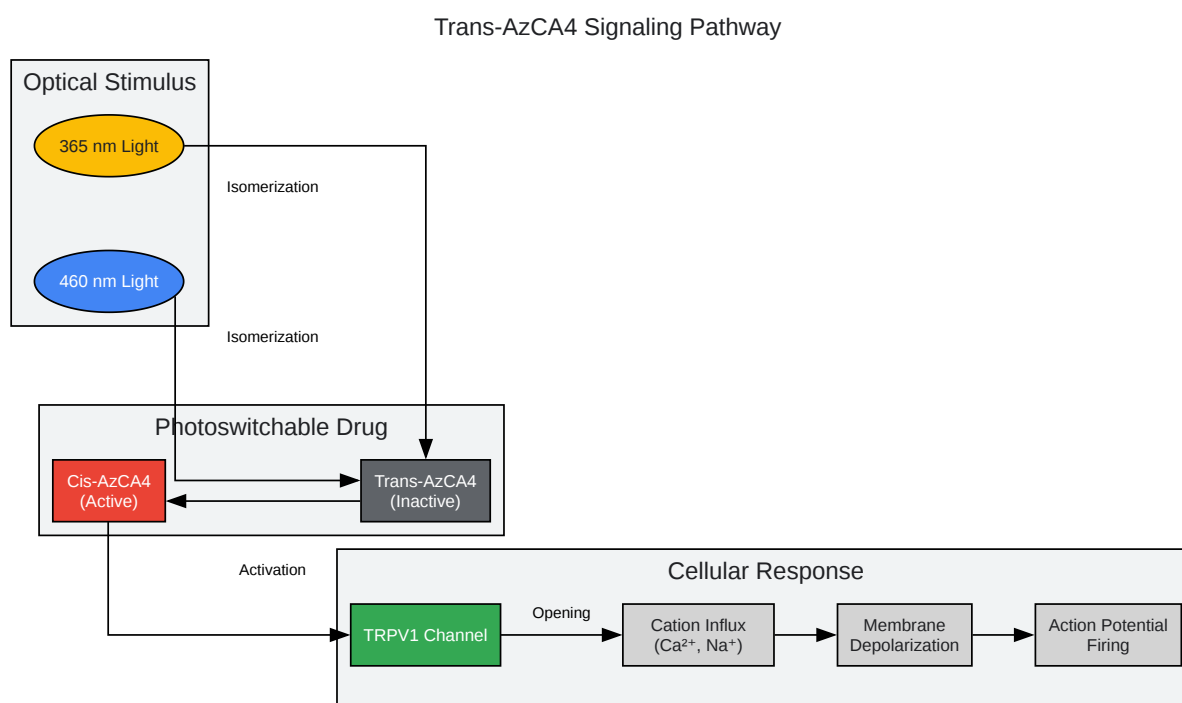 Trans-AzCA4 Signaling Pathway
Optical Stimulus
365 nm Light
Isomerization
460 nm Light
Isomerization
Photoswitchable Drug
Cis-AzCA4
(Active)
Trans-AzCA4
(Inactive)
Activation
Cellular Response
TRPV1 Channel
Opening
Cation Influx
(Ca²⁺, Na⁺)
Membrane
Depolarization
Action Potential
Firing